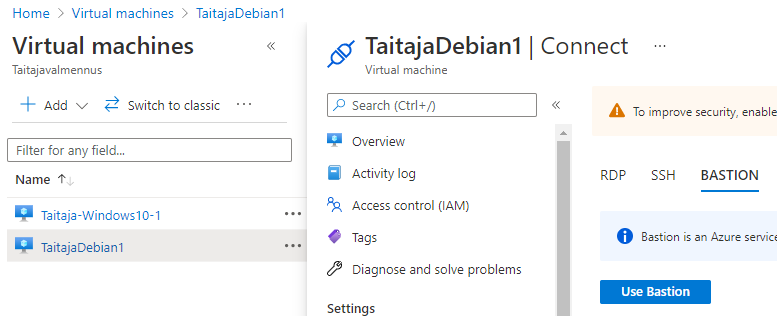 Home > Virtual machines > TaitajaDebian1
Virtual machines
Taitajavalmennus
Add
Switch to classic
Filter for any field...
Name
Taitaja-Windows10-1
TaitajaDebian1
TaitajaDebian1 | Connect
Virtual machine
Search (Ctrl+/)
Overview
Activity log
Access control (IAM)
Tags
Diagnose and solve problems
Settings
To improve security, enable
RDP SSH BASTION
Bastion is an Azure service
Use Bastion